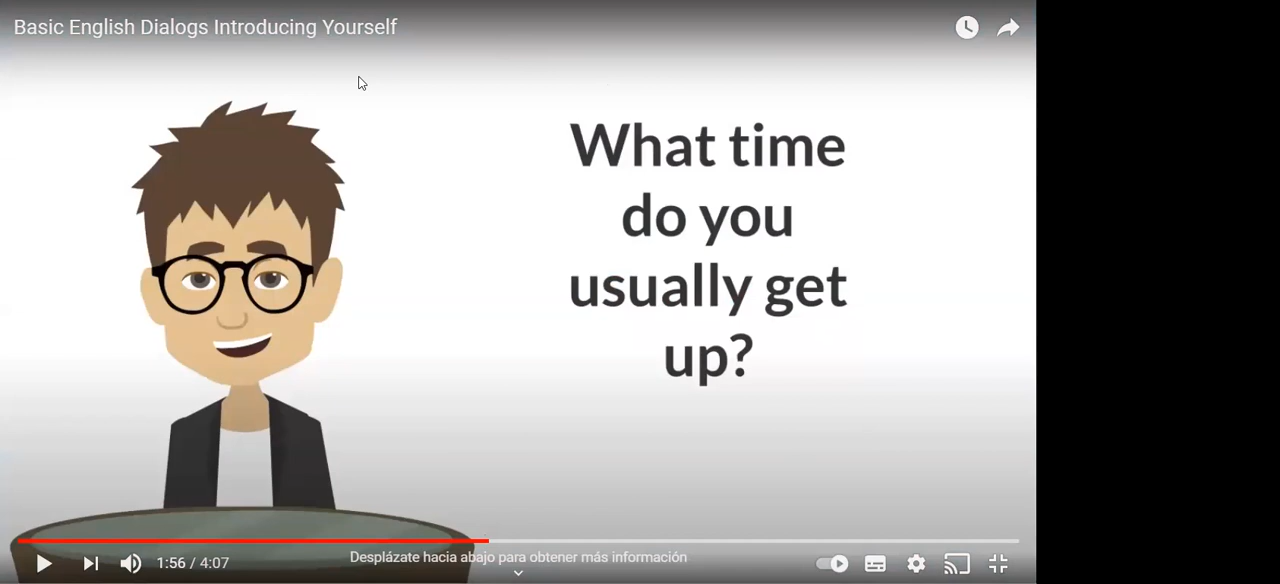 Basic English Dialogs Introducing Yourself
What time
do you
usually get
up?
1:56 / 4:07
Desplázate hacia abajo para obtener más información